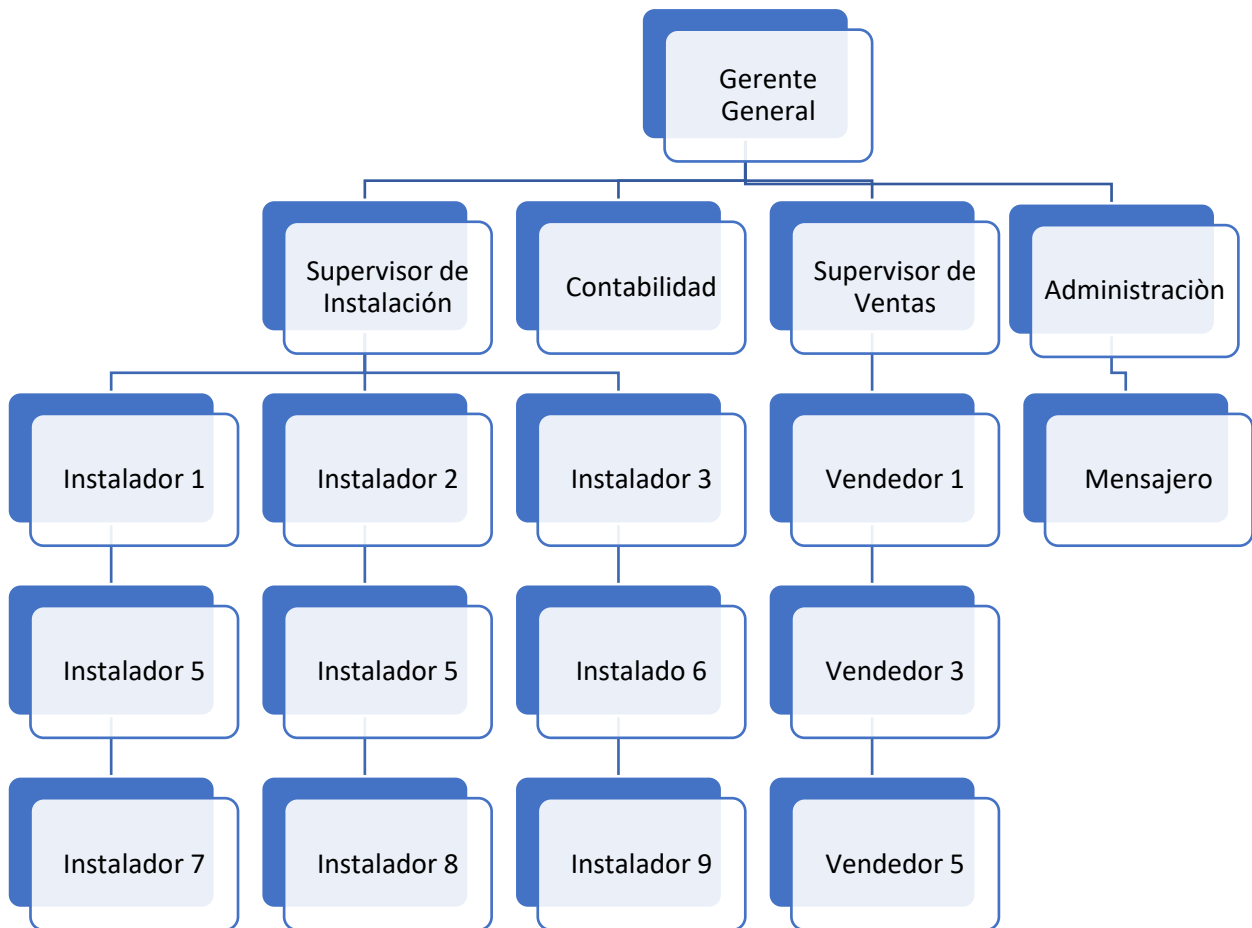 Gerente
General
Supervisor de
Instalación
Contabilidad
Supervisor de
Ventas
Administraciòn
Instalador 1
Instalador 2
Instalador 3
Vendedor 1
Mensajero
Instalador 5
Instalador 5
Instalado 6
Vendedor 3
Instalador 7
Instalador 8
Instalador 9
Vendedor 5